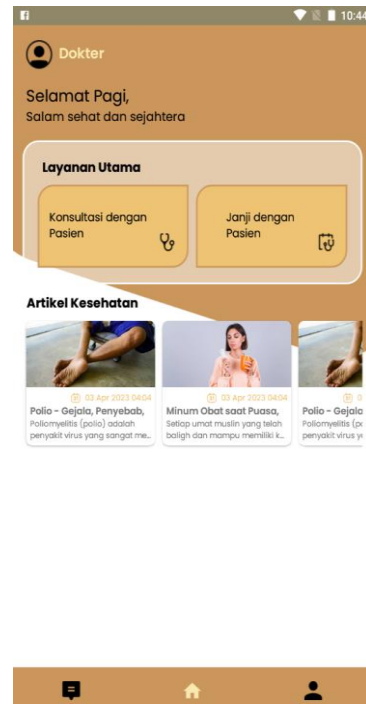 10:44
Dokter
Selamat Pagi,
Salam sehat dan sejahtera
Layanan Utama
Konsultasi dengan
Pasien
Janji dengan
Pasien
Artikel Kesehatan
03 Apr 2023 04:04
Polio - Gejala, Penyebab,
Poliomyelitis (polio) adalah
penyakit virus yang sangat me...
03 Apr 2023 04:04
Minum Obat saat Puasa,
Setiap umat muslin yang telah
baligh dan mampu memiliki k...
0
Polio - Gejala
Poliomyelitis (po
penyakit virus y